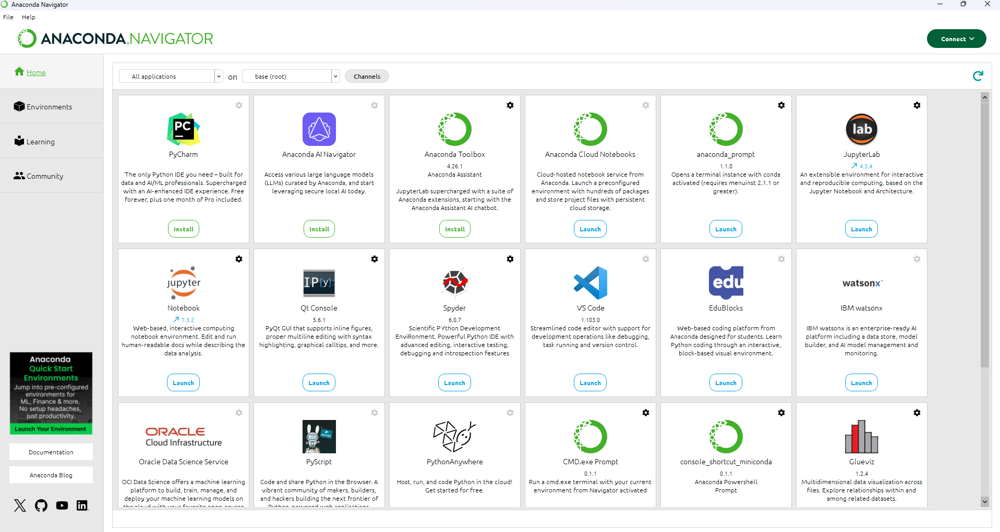 Anaconda Navigator
File Help
ANACONDA.NAVIGATOR
Connect
Home
Environments
Learning
Community
Anaconda
Quick Start
Environments
Jump into pre-configured
environments for
ML, Finance & more.
No setup headaches,
just productivity.
Launch Your Environment
Documentation
Anaconda Blog
All applications on base (root) Channels
PC
PyCharm
The only Python IDE you need – built for
data and AI/ML professionals. Supercharged
with an AI-enhanced IDE experience. Free
forever, plus one month of Pro included.
Install
Anaconda AI Navigator
Access various large language models
(LLMs) curated by Anaconda, and start
leveraging secure local AI today.
Install
Anaconda Toolbox
4.26.1
Anaconda Assistant
JupyterLab supercharged with a suite of
Anaconda extensions, starting with the
Anaconda Assistant AI chatbot.
Install
Anaconda Cloud Notebooks
Cloud-hosted notebook service from
Anaconda. Launch a preconfigured
environment with hundreds of packages
and store project files with persistent
cloud storage.
Launch
anaconda_prompt
1.1.0
Opens a terminal instance with conda
activated (requires menuinst 2.1.1 or
greater).
Launch
lab
JupyterLab
4.3.4
An extensible environment for interactive
and reproducible computing, based on the
Jupyter Notebook and Architecture.
Launch
jupyter
Notebook
7.3.2
Web-based, interactive computing
notebook environment. Edit and run
human-readable docs while describing the
data analysis.
Launch
IP[y]:
Qt Console
5.6.1
PyQt GUI that supports inline figures,
proper multiline editing with syntax
highlighting, graphical calltips, and more.
Launch
Spyder
6.0.7
Scientific PYthon Development
EnviRonment. Powerful Python IDE with
advanced editing, interactive testing,
debugging and introspection features
Launch
VS Code
1.103.0
Streamlined code editor with support for
development operations like debugging,
task running and version control.
Launch
edu
EduBlocks
Web-based coding platform from
Anaconda designed for students. Learn
Python coding through an interactive,
block-based visual environment.
Launch
watsonx™
IBM watsonx
IBM watsonx is an enterprise-ready AI
platform including a data store, model
builder, and AI model management and
monitoring.
Launch
ORACLE
Cloud Infrastructure
Oracle Data Science Service
OCI Data Science offers a machine learning
platform to build, train, manage, and
deploy your machine learning models on
the cloud with your favorite open-source
pyscript
PyScript
Code and share Python in the Browser. A
vibrant community of makers, builders,
and hackers building the next frontier of
Python-powered web applications.
PythonAnywhere
Host, run, and code Python in the cloud!
Get started for free.
CMD.exe Prompt
0.1.1
Run a cmd.exe terminal with your current
environment from Navigator activated
console_shortcut_miniconda
0.1.1
Anaconda Powershell
Prompt
Glueviz
1.2.4
Multidimensional data visualization across
files. Explore relationships within and
among related datasets.